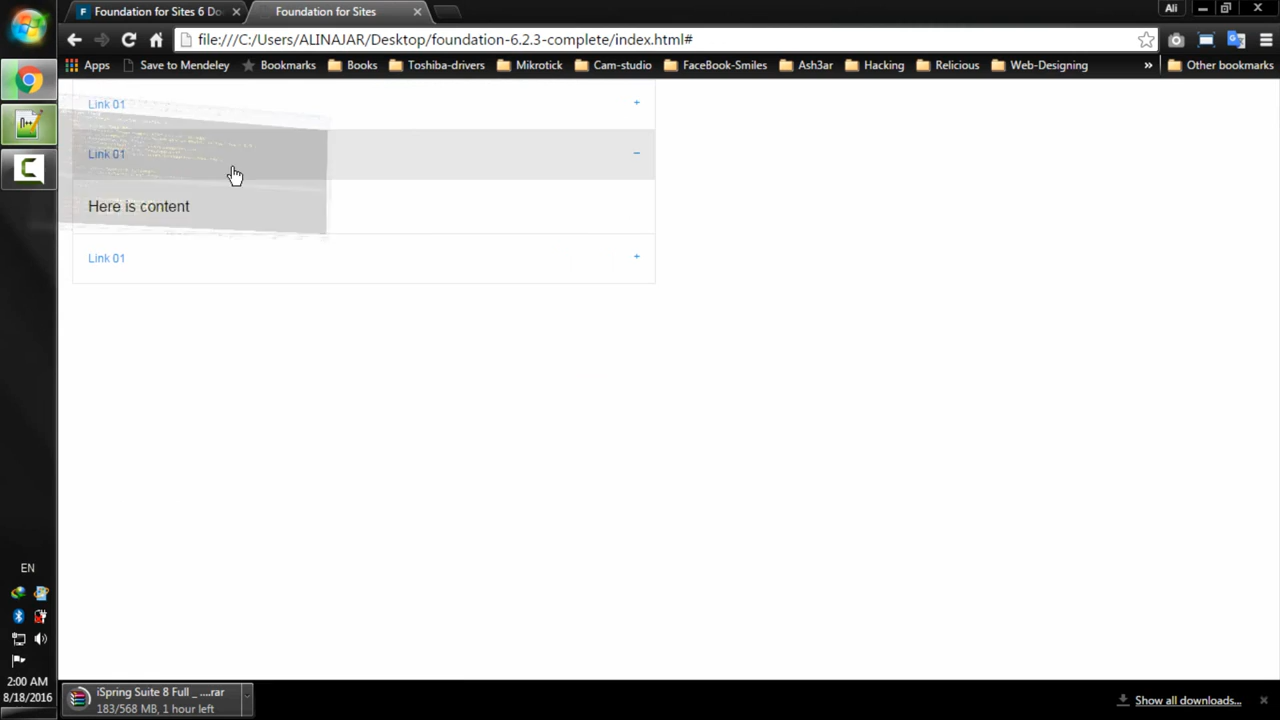 Foundation for Sites 6 Do
Foundation for Sites
Ali
file:///C:/Users/ALINAJAR/Desktop/foundation-6.2.3-complete/index.html#
Apps
Save to Mendeley
Bookmarks
Books
Toshiba-drivers
Mikrotick
Cam-studio
FaceBook-Smiles
Ash3ar
Hacking
Relicious
Web-Designing
»
Other bookmarks
Link 01 +
Link 01 −
Here is content
Link 01 +
EN
2:00 AM
8/18/2016
iSpring Suite 8 Full _ ....rar
183/568 MB, 1 hour left
Show all downloads...